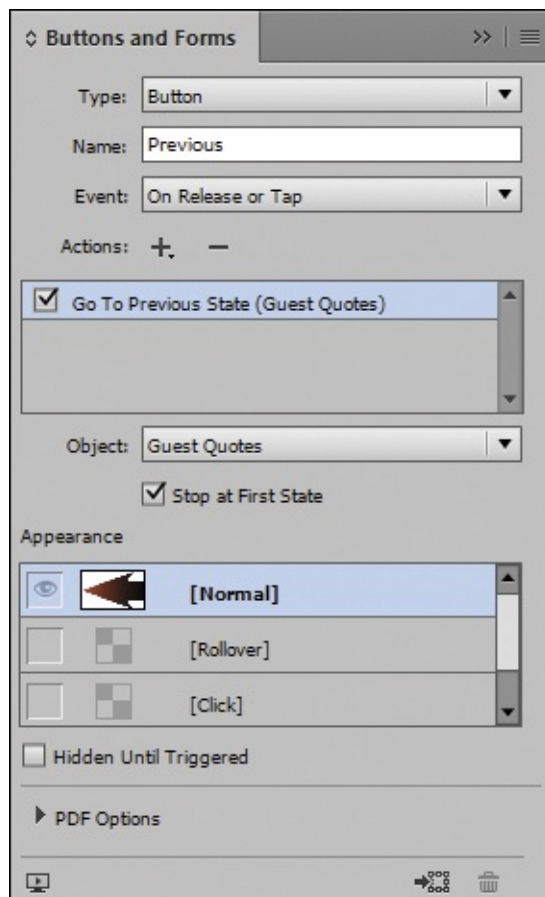 Buttons and Forms
Type: Button
Name: Previous
Event: On Release or Tap
Actions:
Go To Previous State (Guest Quotes)
Object: Guest Quotes
Stop at First State
Appearance
[Normal]
[Rollover]
[Click]
Hidden Until Triggered
PDF Options